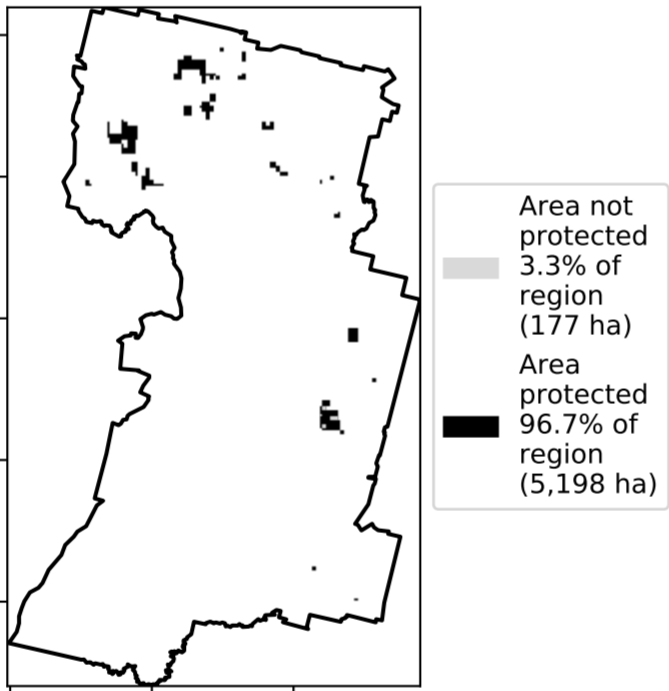 Area not
protected
3.3% of
region
(177 ha)
Area
protected
96.7% of
region
(5,198 ha)